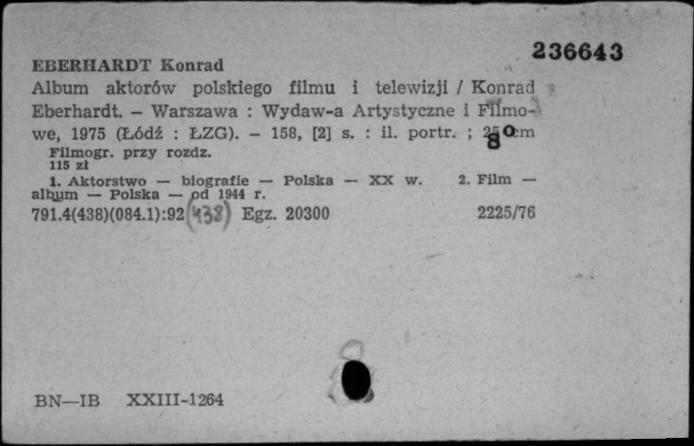 236643
EBERHARDT Konrad
Album aktorów polskiego filmu i telewizji / Konrad
Eberhardt. — Warszawa : Wydaw-a Artystyczne i Filmo-
we, 1975 (Łódź : ŁZG). — 158, [2] s. : il. portr. ; cm
8°
Filmogr. przy rozdz.
115 zł
1. Aktorstwo — biografie — Polska — XX w. 2. Film —
album — Polska — od 1944 r.
791.4(438)(084.1):92 (438) Egz. 20300 2225/76
BN—IB XXIII-1264